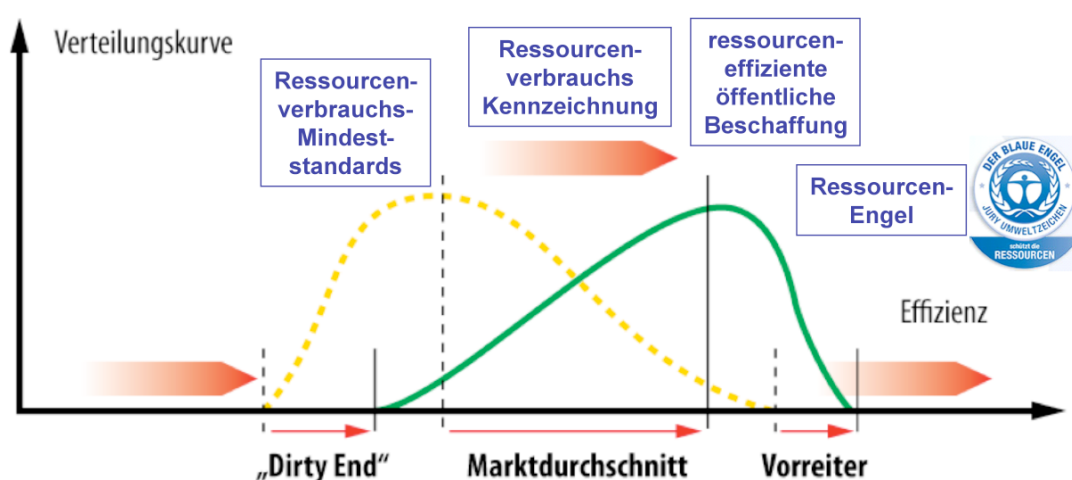 Verteilungskurve
Ressourcen-
verbrauchs-
Mindest-
standards
Ressourcen-
verbrauchs
Kennzeichnung
ressourcen-
effiziente
öffentliche
Beschaffung
Ressourcen-
Engel
DER BLAUE ENGEL
JURY UMWELTZEICHEN
schützt die
RESSOURCEN
Effizienz
„Dirty End“
Marktdurchschnitt
Vorreiter